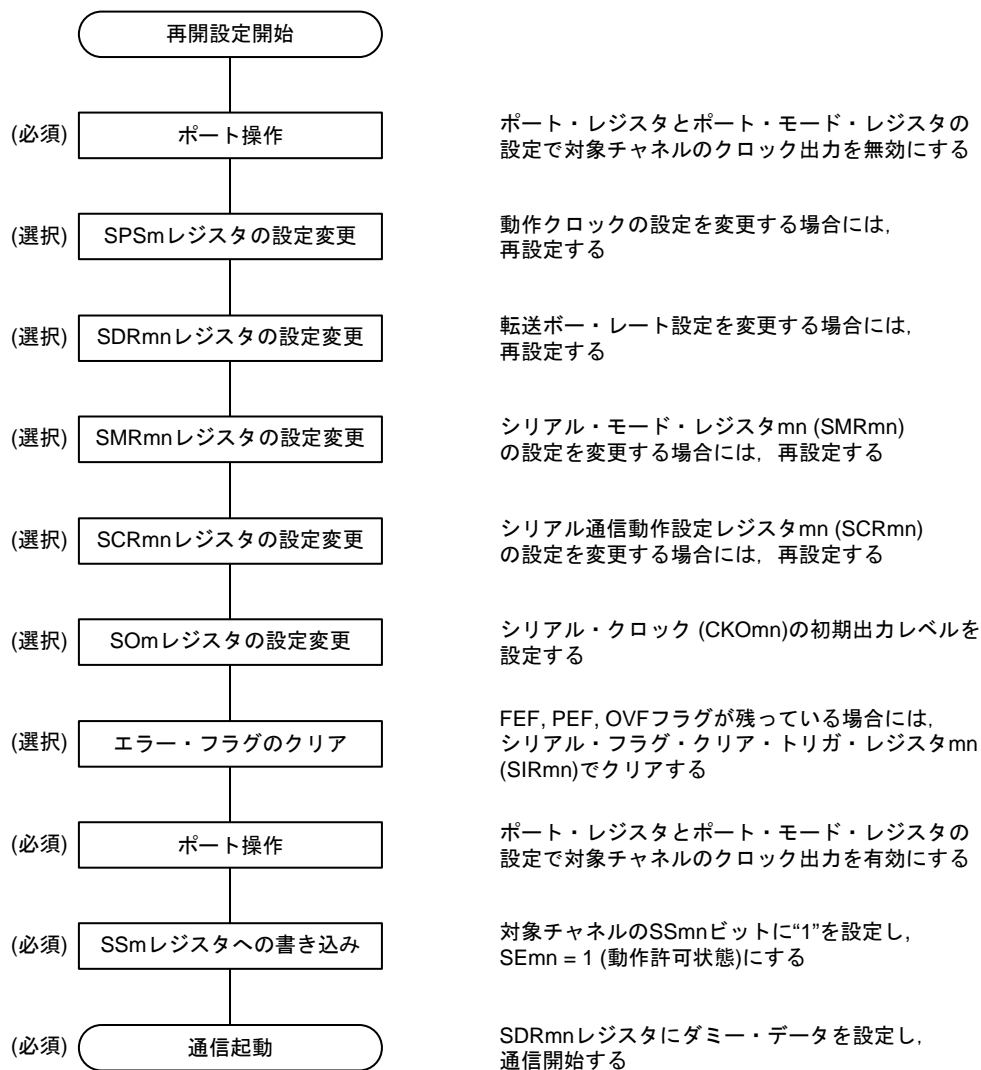 再開設定開始
(必須)
ポート操作
ポート・レジスタとポート・モード・レジスタの
設定で対象チャネルのクロック出力を無効にする
(選択)
SPSmレジスタの設定変更
動作クロックの設定を変更する場合には,
再設定する
(選択)
SDRmnレジスタの設定変更
転送ボー・レート設定を変更する場合には,
再設定する
(選択)
SMRmnレジスタの設定変更
シリアル・モード・レジスタmn (SMRmn)
の設定を変更する場合には, 再設定する
(選択)
SCRmnレジスタの設定変更
シリアル通信動作設定レジスタmn (SCRmn)
の設定を変更する場合には, 再設定する
(選択)
SOmレジスタの設定変更
シリアル・クロック (CKOmn)の初期出力レベルを
設定する
(選択)
エラー・フラグのクリア
FEF, PEF, OVFフラグが残っている場合には,
シリアル・フラグ・クリア・トリガ・レジスタmn
(SIRmn)でクリアする
(必須)
ポート操作
ポート・レジスタとポート・モード・レジスタの
設定で対象チャネルのクロック出力を有効にする
(必須)
SSmレジスタへの書き込み
対象チャネルのSSmnビットに“1”を設定し,
SEmn = 1 (動作許可状態)にする
(必須)
通信起動
SDRmnレジスタにダミー・データを設定し,
通信開始する